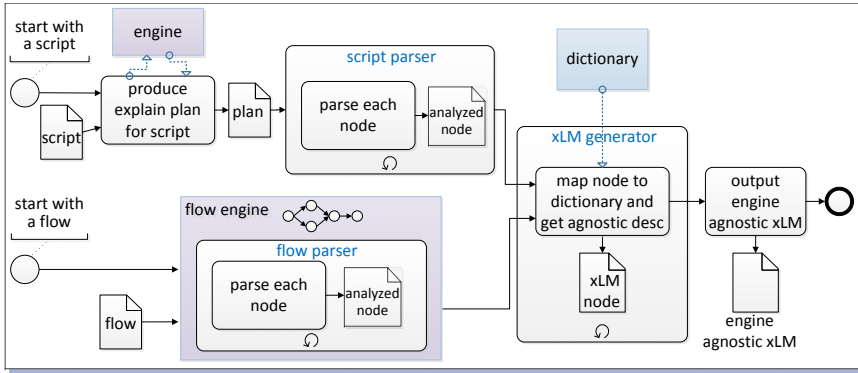 start with
a script
engine
produce
explain plan
for script
script
plan
script parser
parse each
node
analyzed
node
dictionary
xLM generator
map node to
dictionary and
get agnostic desc
xLM
node
output
engine
agnostic xLM
engine
agnostic xLM
start with
a flow
flow
flow engine
flow parser
parse each
node
analyzed
node